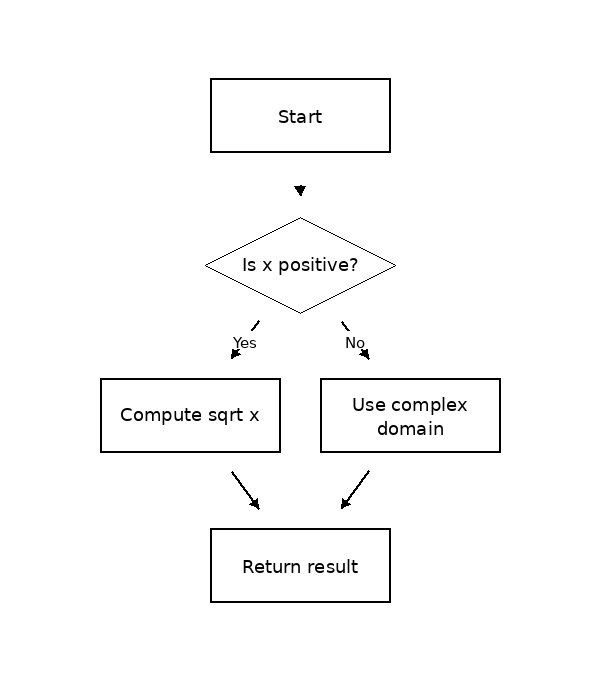 Start
Is x positive?
Yes
No
Compute sqrt x
Use complex
domain
Return result